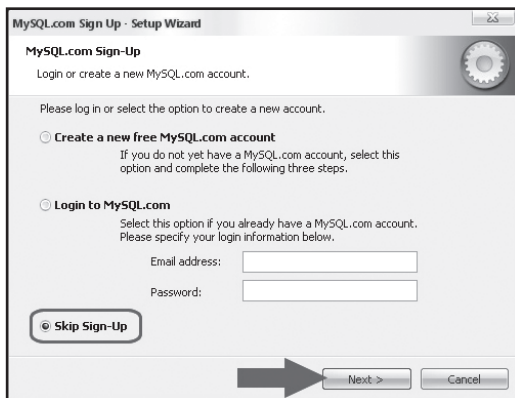 MySQL.com Sign Up - Setup Wizard
MySQL.com Sign-Up
Login or create a new MySQL.com account.
Please log in or select the option to create a new account.
Create a new free MySQL.com account
If you do not yet have a MySQL.com account, select this
option and complete the following three steps.
Login to MySQL.com
Select this option if you already have a MySQL.com account.
Please specify your login information below.
Email address:
Password:
Skip Sign-Up
Next >
Cancel